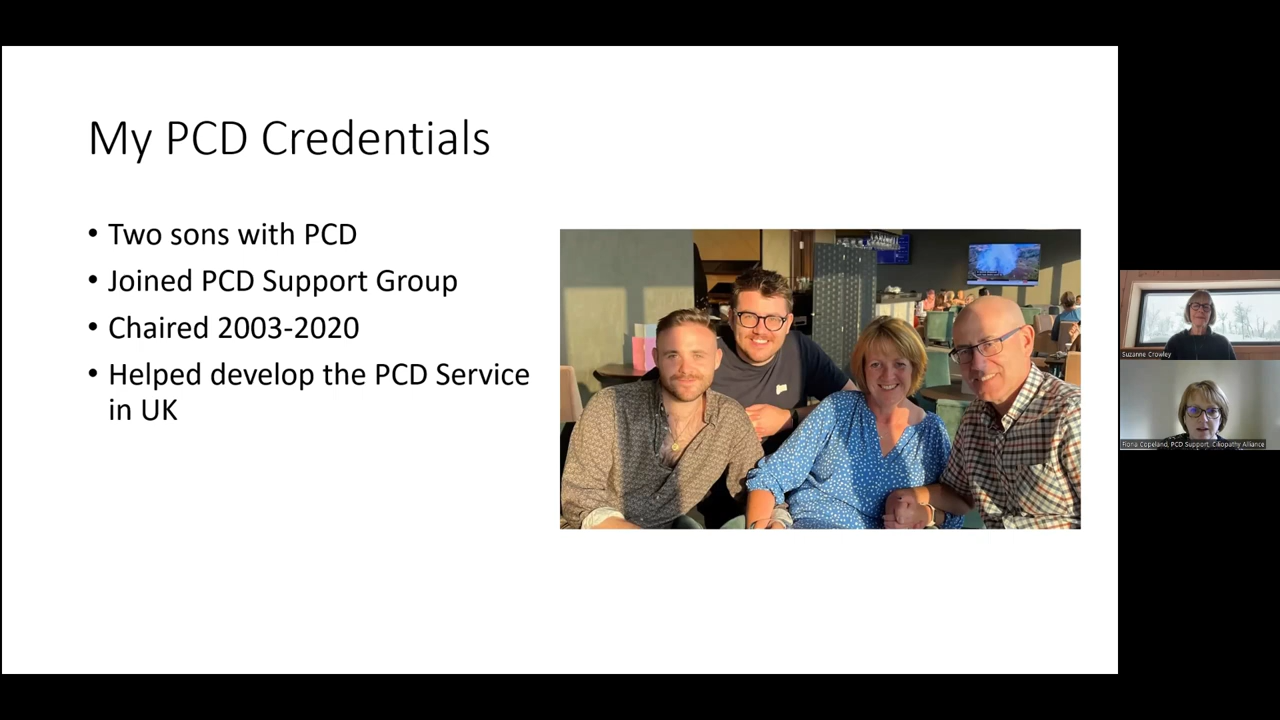 My PCD Credentials
• Two sons with PCD
• Joined PCD Support Group
• Chaired 2003-2020
• Helped develop the PCD Service
in UK
Suzanne Crowley
Fiona Copeland, PCD Support, Ciliopathy Alliance